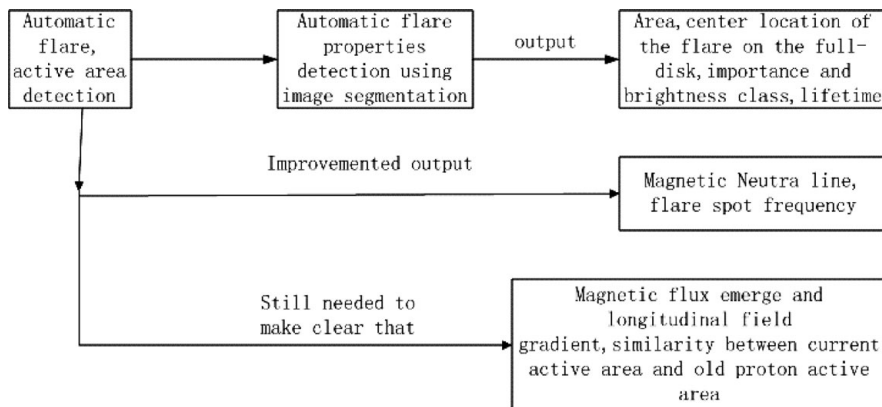 Automatic
flare,
active area
detection
Automatic flare
properties
detection using
image segmentation
output
Area, center location of
the flare on the full-
disk, importance and
brightness class, lifetime
Improvemented output
Magnetic Neutra line,
flare spot frequency
Still needed to
make clear that
Magnetic flux emerge and
longitudinal field
gradient, similarity between current
active area and old proton active
area